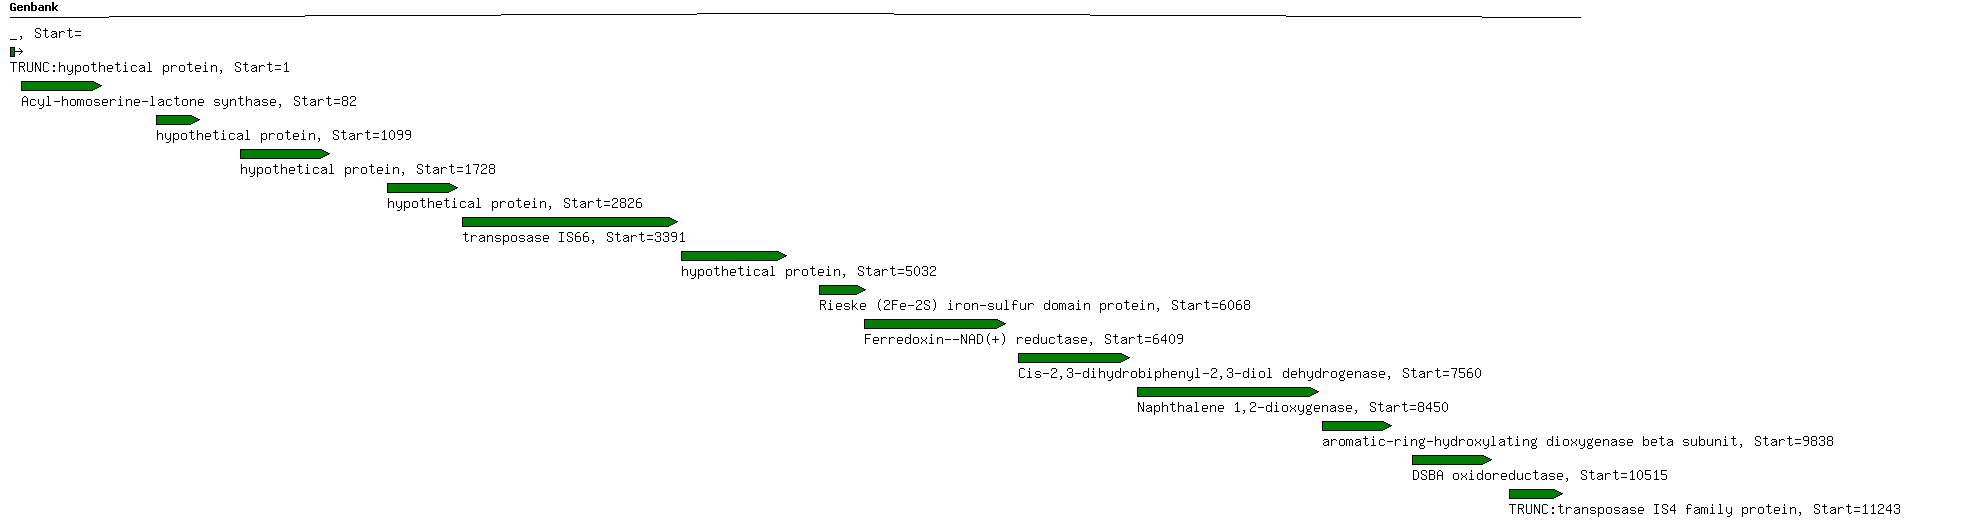 Genbank
_, Start=
TRUNC:hypothetical protein, Start=1
Acyl-homoserine-lactone synthase, Start=82
hypothetical protein, Start=1099
hypothetical protein, Start=1728
hypothetical protein, Start=2826
transposase IS66, Start=3391
hypothetical protein, Start=5032
Rieske (2Fe-2S) iron-sulfur domain protein, Start=6068
Ferredoxin--NAD(+) reductase, Start=6409
Cis-2,3-dihydrobiphenyl-2,3-diol dehydrogenase, Start=7560
Naphthalene 1,2-dioxygenase, Start=8450
aromatic-ring-hydroxylating dioxygenase beta subunit, Start=9838
DSBA oxidoreductase, Start=10515
TRUNC:transposase IS4 family protein, Start=11243